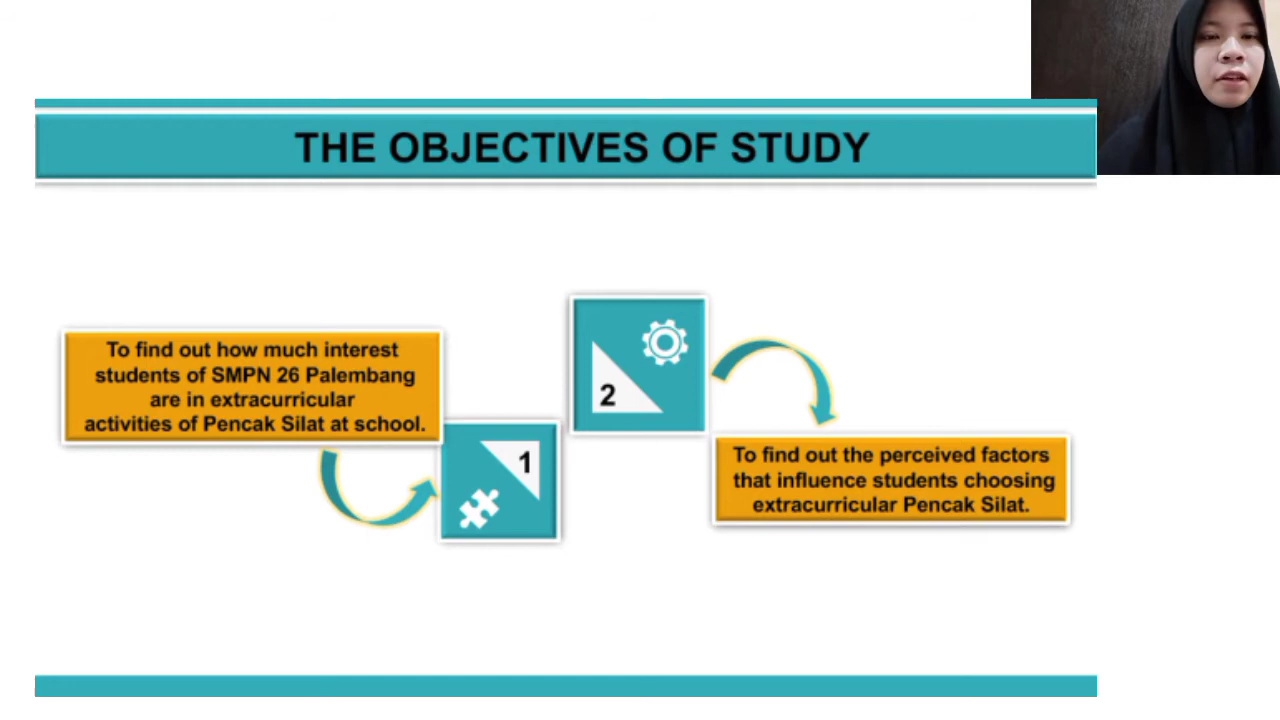 THE OBJECTIVES OF STUDY
To find out how much interest
students of SMPN 26 Palembang
are in extracurricular
activities of Pencak Silat at school.
1
2
To find out the perceived factors
that influence students choosing
extracurricular Pencak Silat.